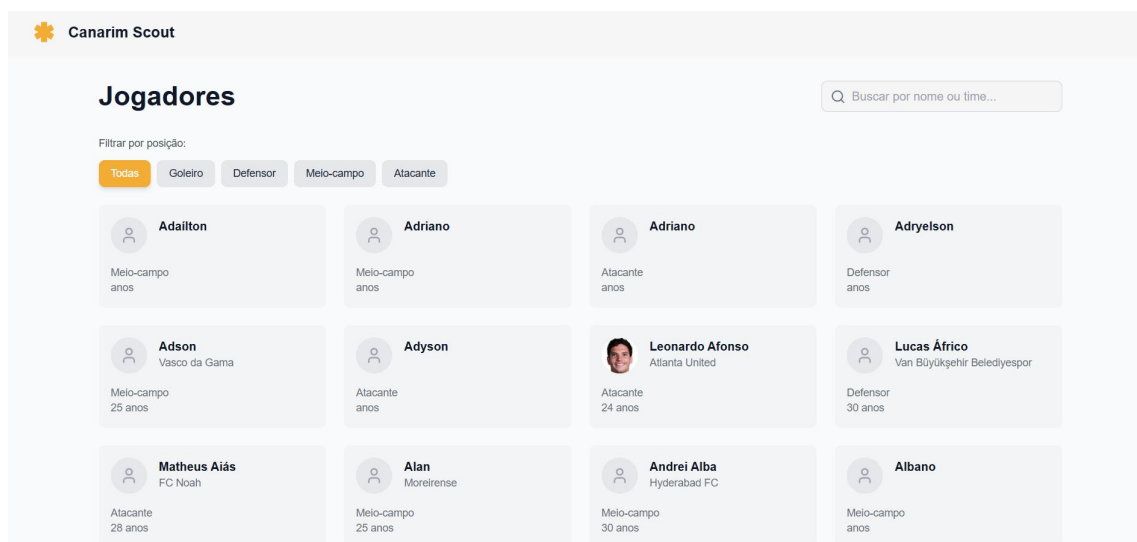 Canarim Scout
Jogadores
Buscar por nome ou time...
Filtrar por posição:
Todas Goleiro Defensor Meio-campo Atacante
Adaílton
Meio-campo
anos
Adriano
Meio-campo
anos
Adriano
Atacante
anos
Adryelson
Defensor
anos
Adson
Vasco da Gama
Meio-campo
25 anos
Adyson
Atacante
anos
Leonardo Afonso
Atlanta United
Atacante
24 anos
Lucas Áfrico
Van Büyükşehir Belediyespor
Defensor
30 anos
Matheus Aiás
FC Noah
Atacante
28 anos
Alan
Moreirense
Meio-campo
25 anos
Andrei Alba
Hyderabad FC
Meio-campo
30 anos
Albano
Meio-campo
anos